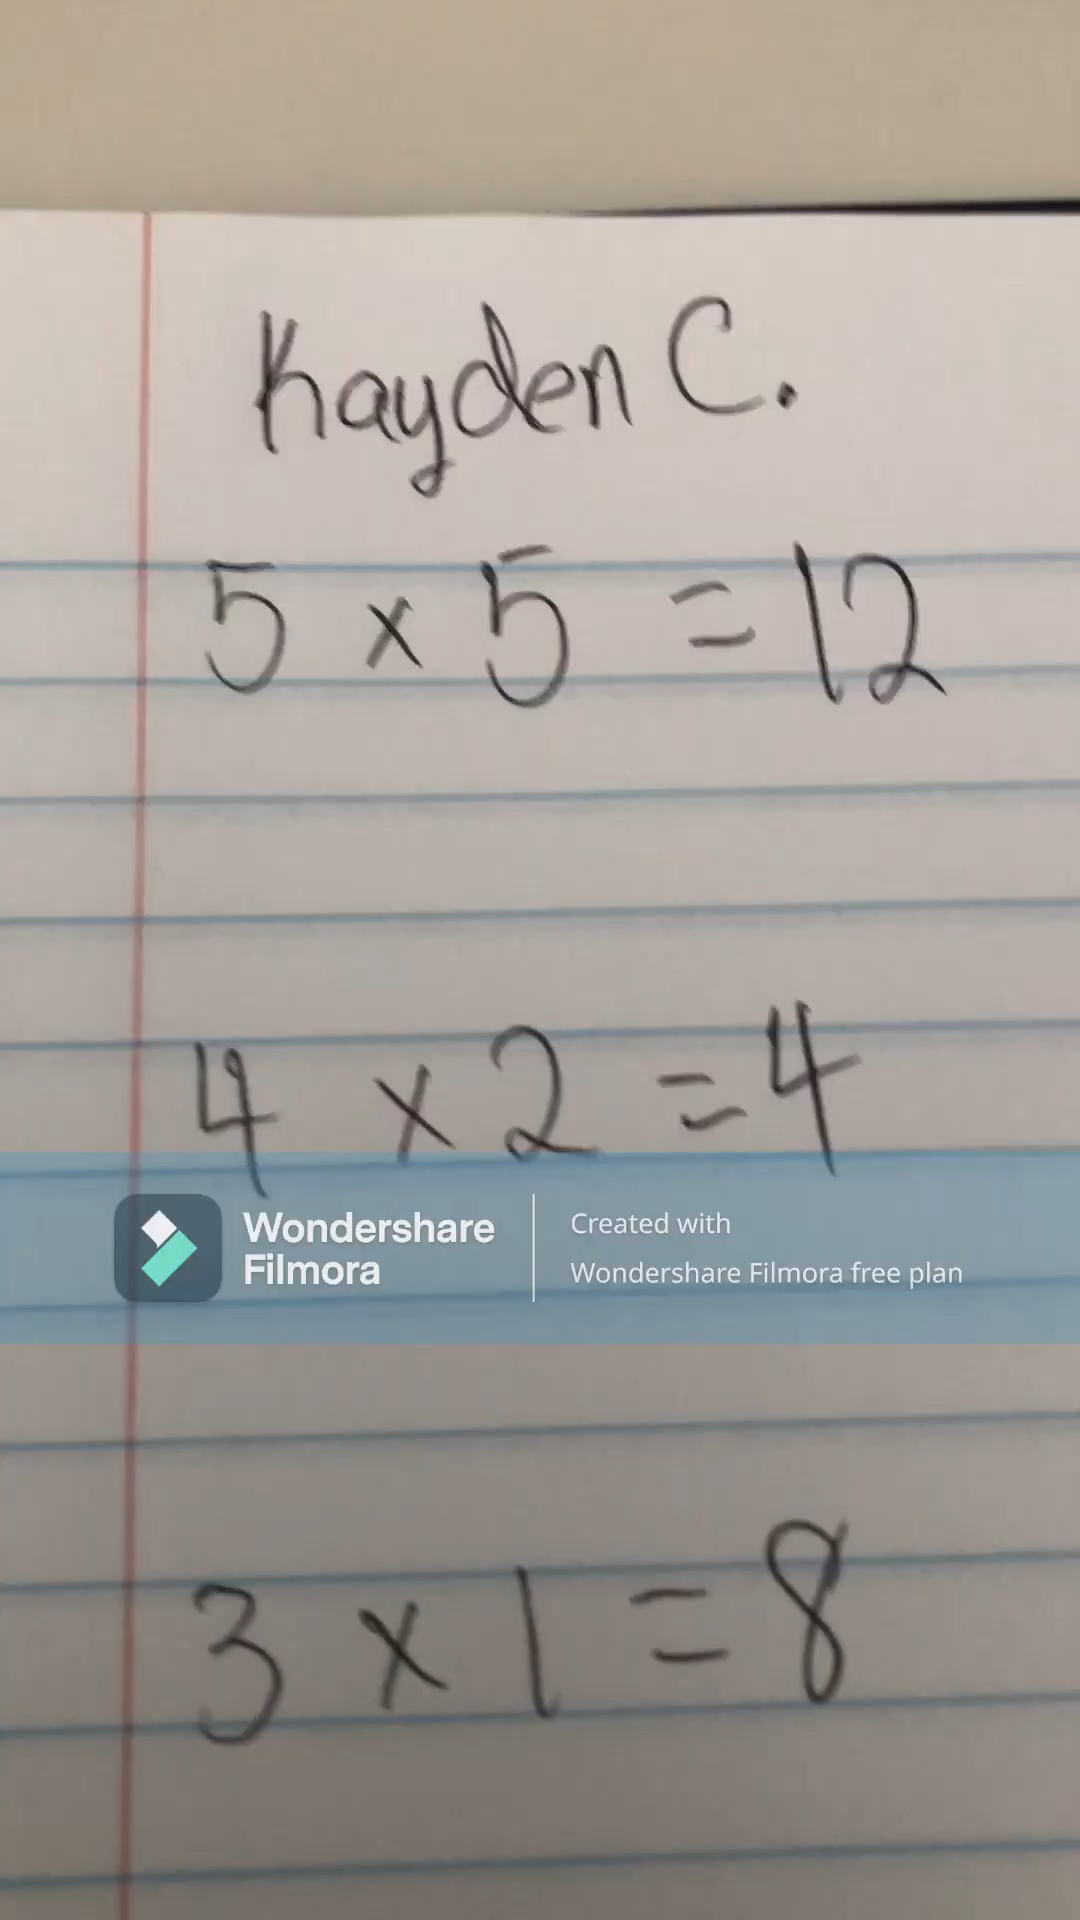 Kayden C.
5 x 5 = 12
4 x 2 = 4
Wondershare
Filmora
Created with
Wondershare Filmora free plan
3 x 1 = 8